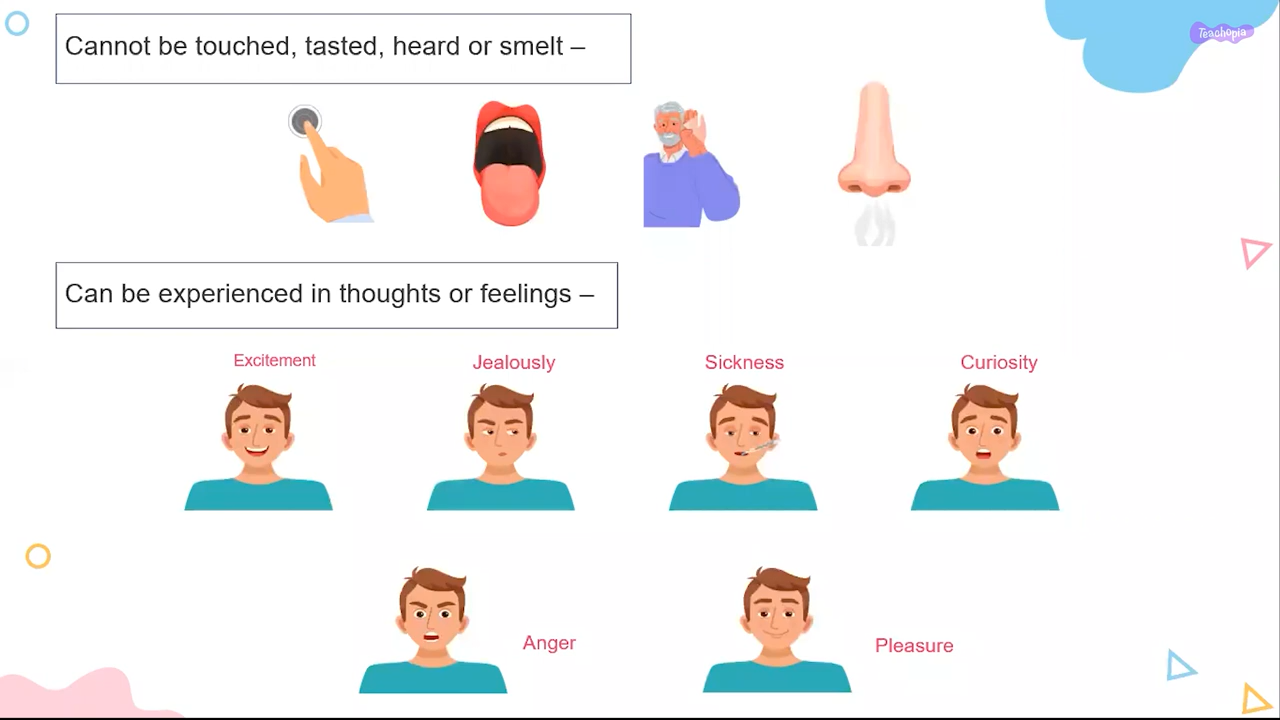 Teachopia
Cannot be touched, tasted, heard or smelt –
Can be experienced in thoughts or feelings –
Excitement
Jealously
Sickness
Curiosity
Anger
Pleasure